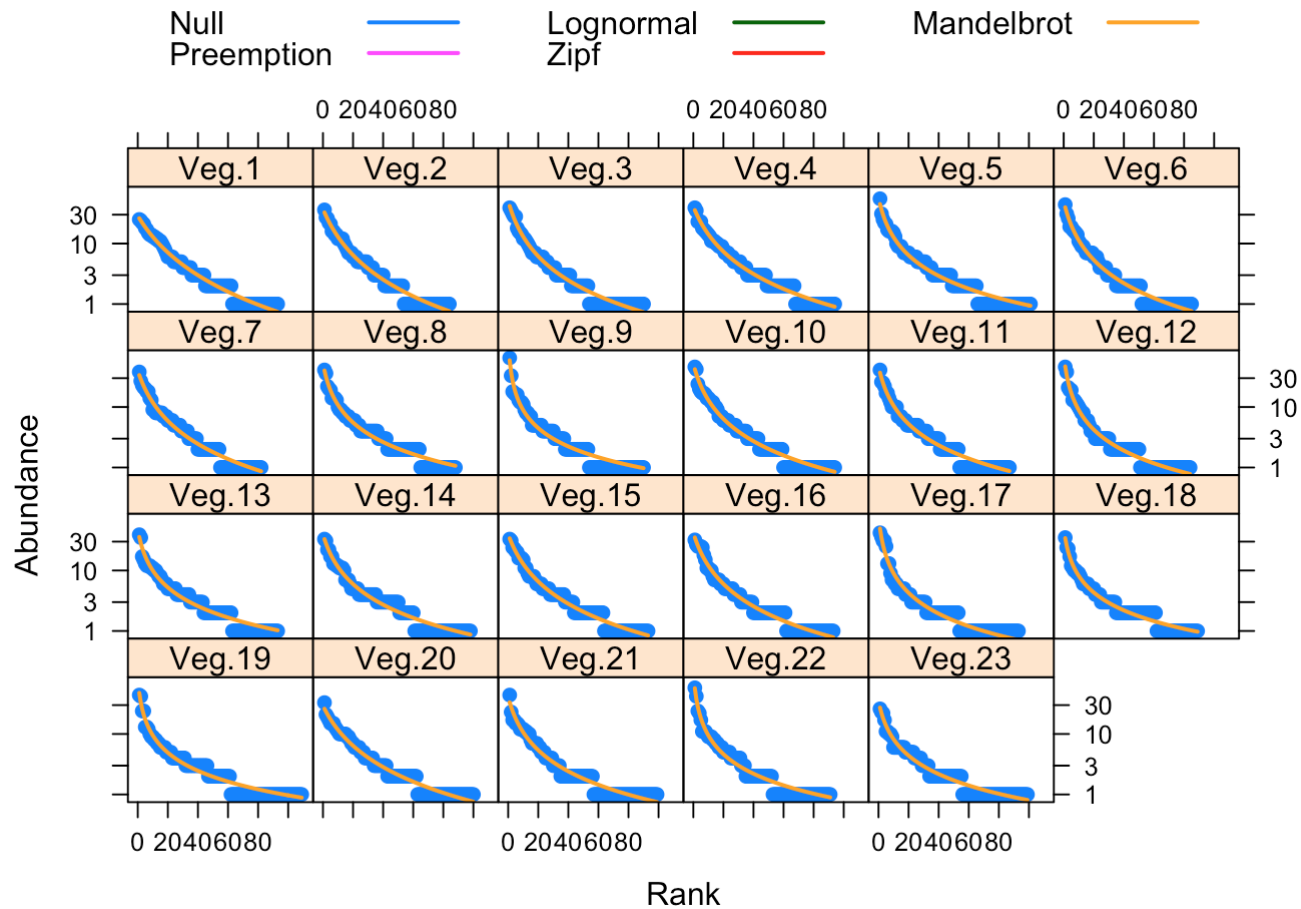 Null Lognormal Mandelbrot
Preemption Zipf
0 20406080 0 20406080 0 20406080
Veg.1 Veg.2 Veg.3 Veg.4 Veg.5 Veg.6
30
10
3
1
Veg.7 Veg.8 Veg.9 Veg.10 Veg.11 Veg.12
30
10
3
1
Abundance
Veg.13 Veg.14 Veg.15 Veg.16 Veg.17 Veg.18
30
10
3
1
Veg.19 Veg.20 Veg.21 Veg.22 Veg.23
30
10
3
1
0 20406080 0 20406080 0 20406080
Rank